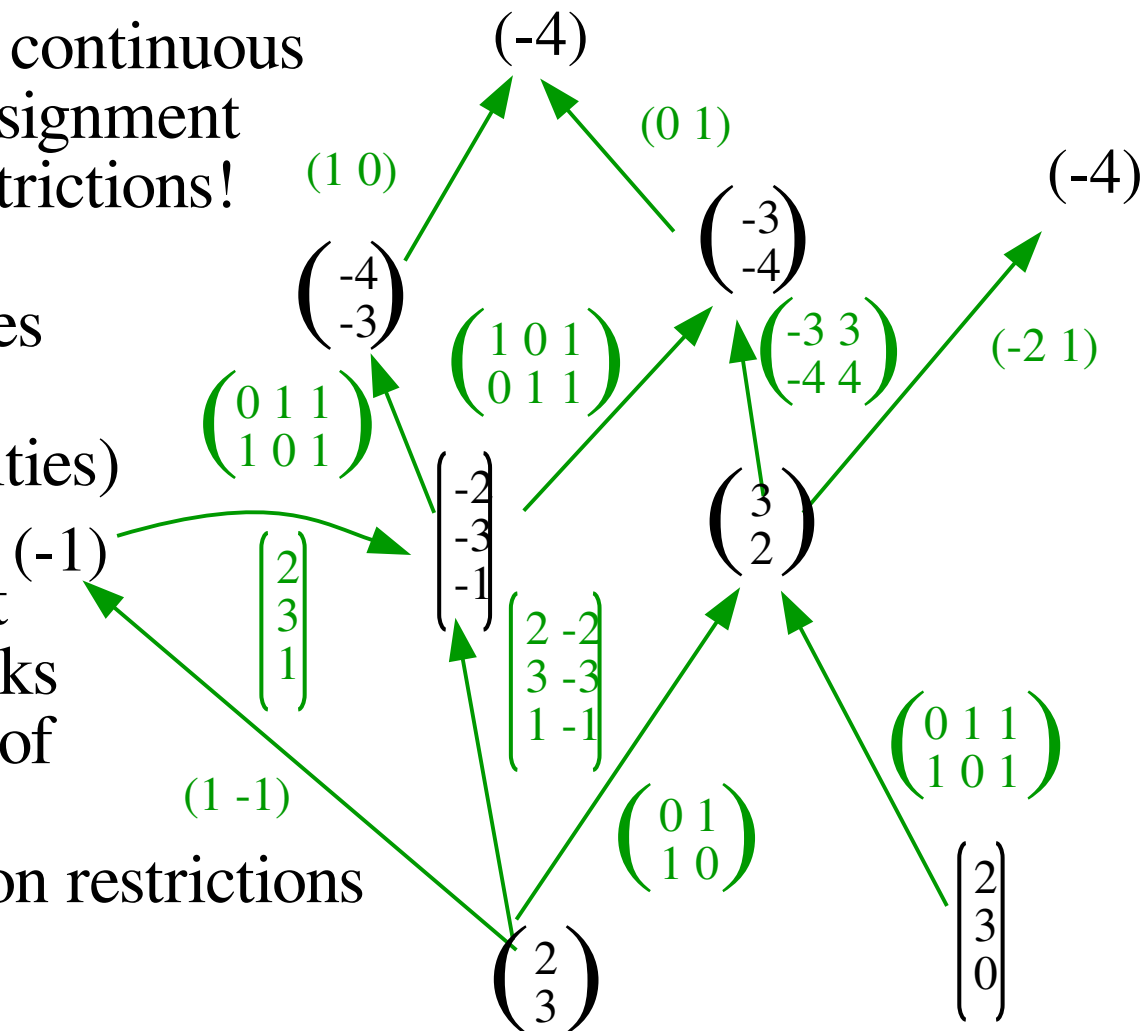 continuous
signment
trictions!
es
ities)
t
ks
of
on restrictions
(-4)
(1 0)
(0 1)
(-4)
(-4
-3)
(-3
-4)
(1 0 1
0 1 1)
(-3 3
-4 4)
(-2 1)
(0 1 1
1 0 1)
(-1)
(-2
-3
-1)
(3
2)
(2
3
1)
(2 -2
3 -3
1 -1)
(1 -1)
(0 1
1 0)
(0 1 1
1 0 1)
(2
3)
(2
3
0)